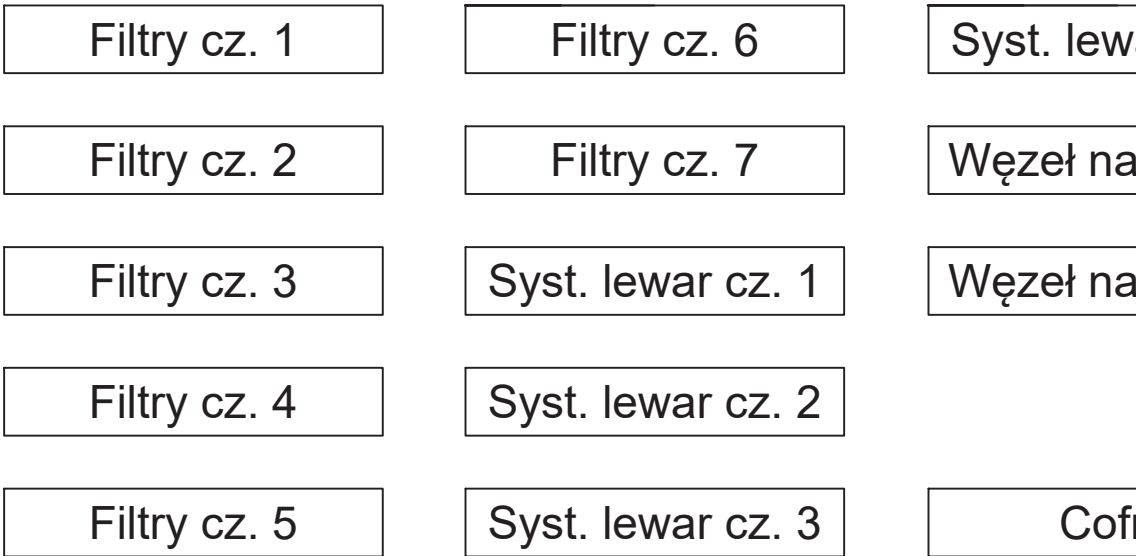 Filtry cz. 1
Filtry cz. 6
Syst.
Filtry cz. 2
Filtry cz. 7
Węzeł
Filtry cz. 3
Syst. lewar cz. 1
Węzeł
Filtry cz. 4
Syst. lewar cz. 2
Filtry cz. 5
Syst. lewar cz. 3